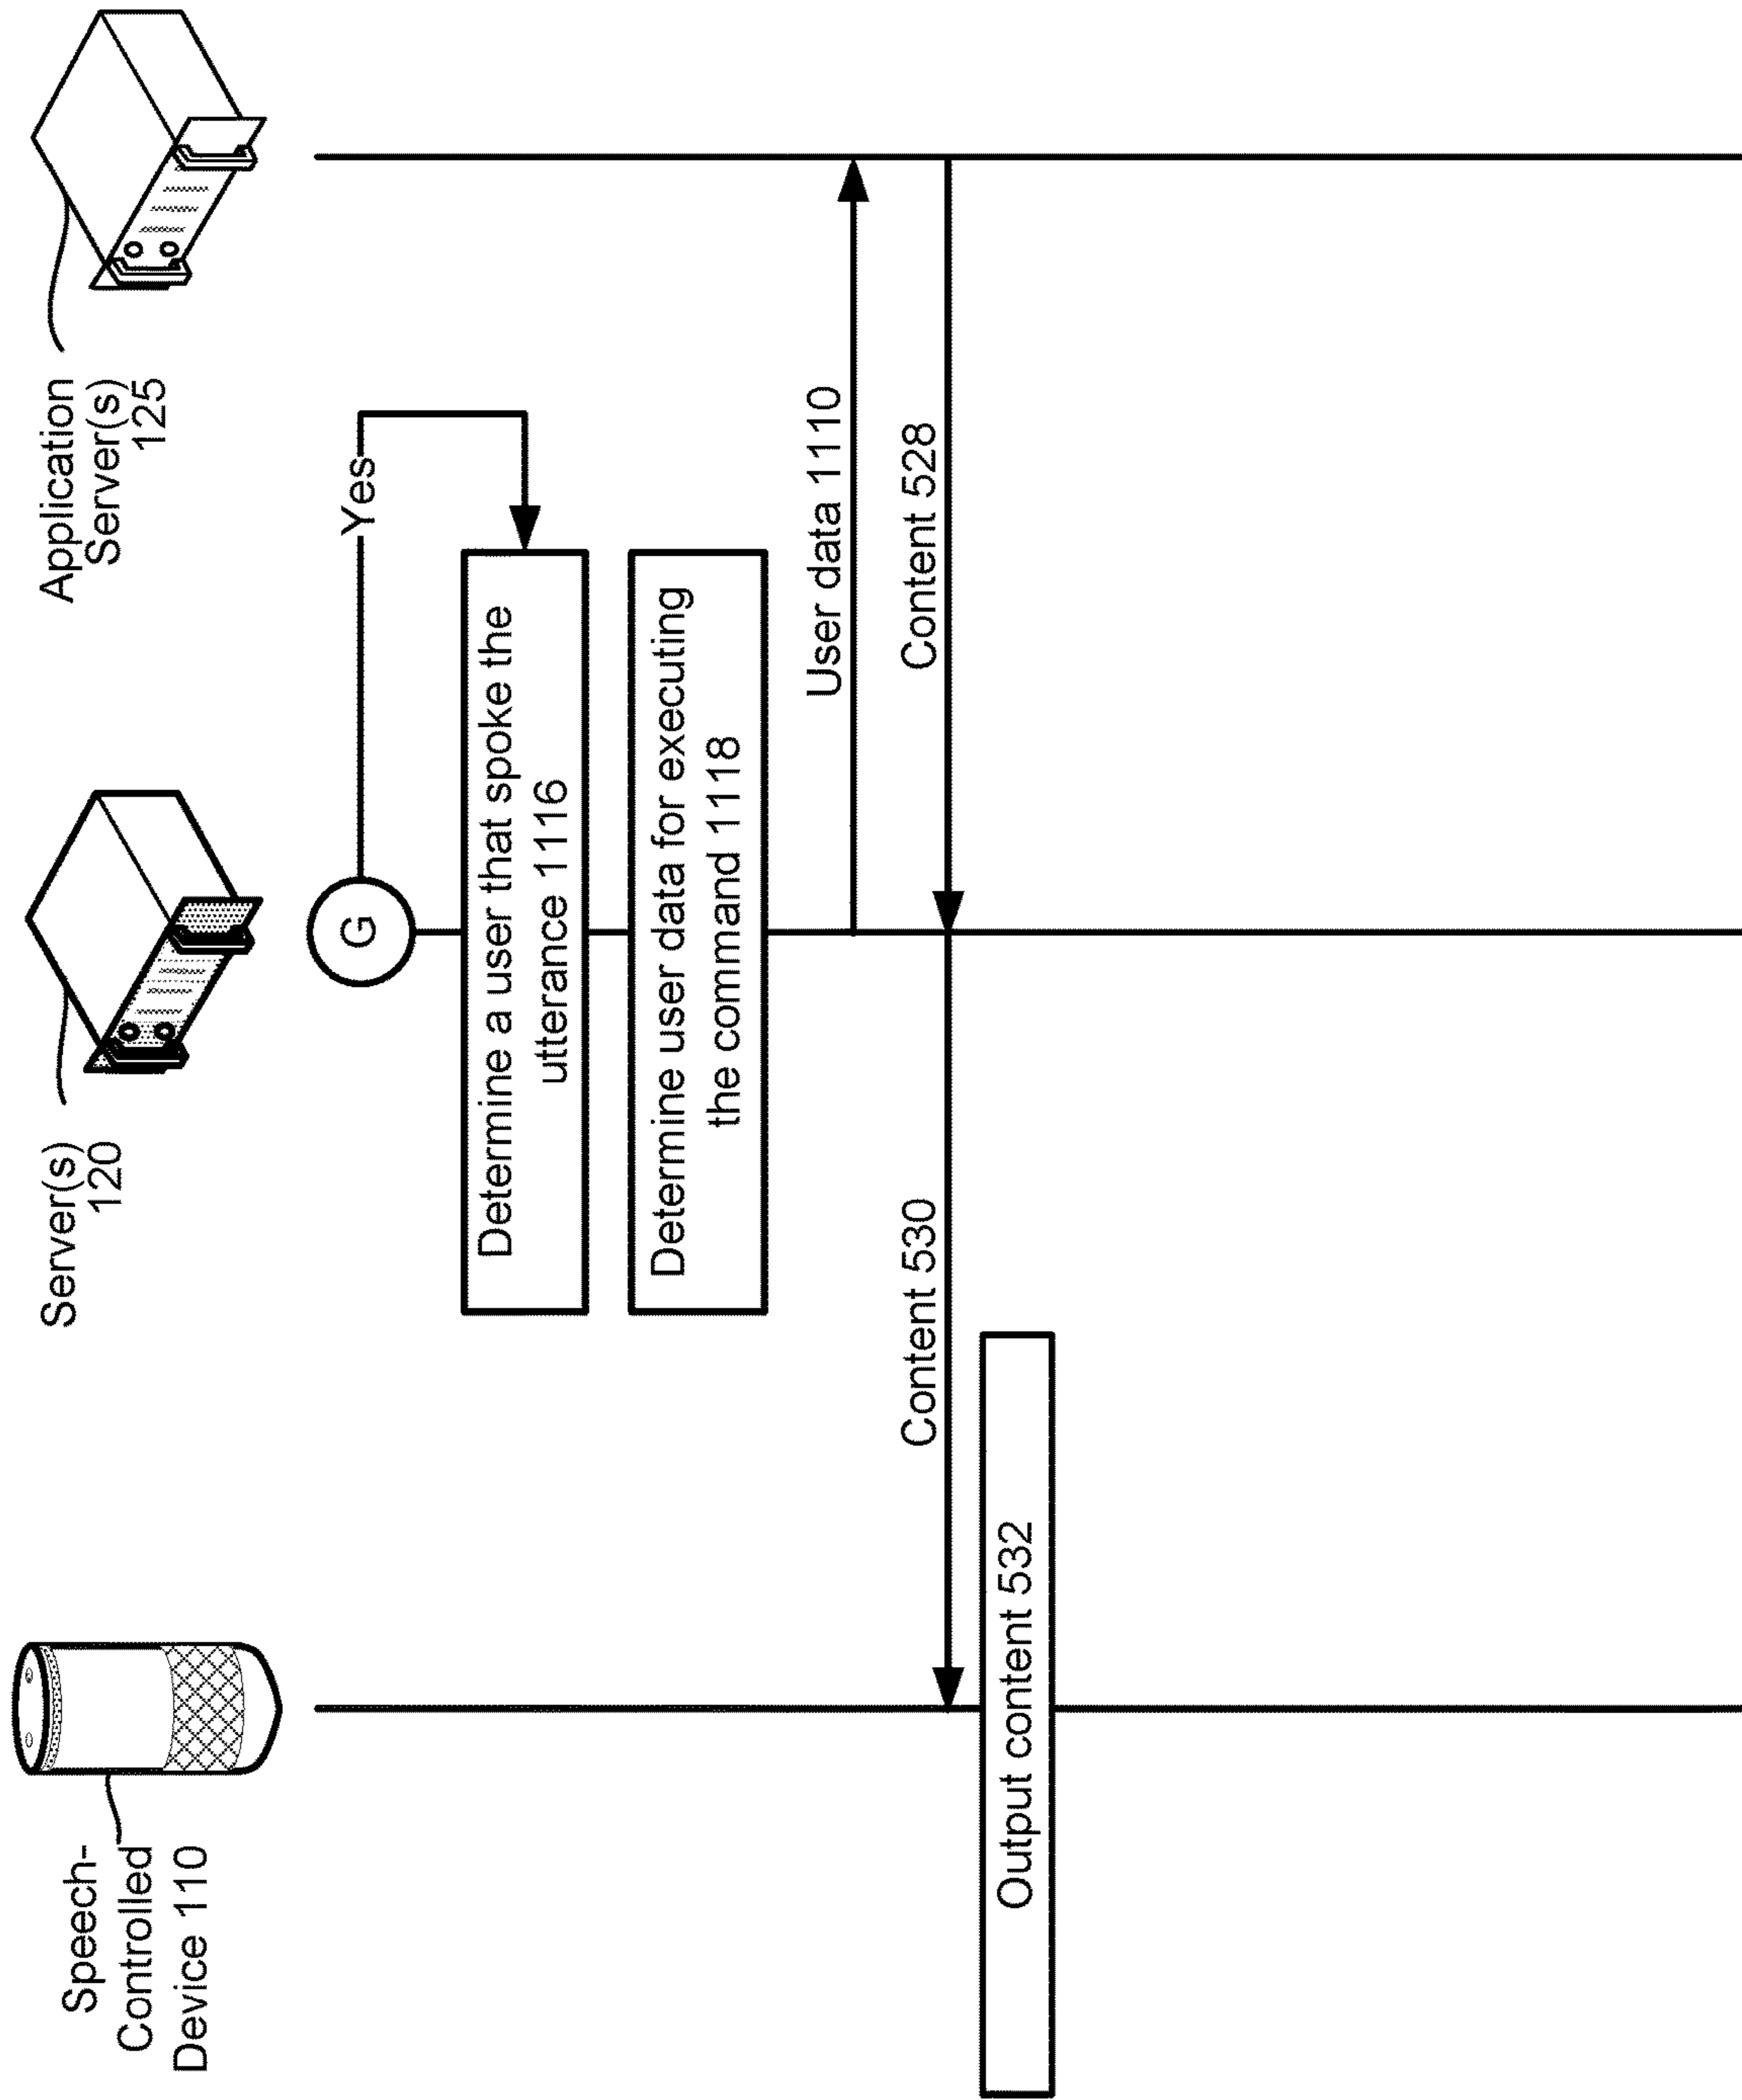 Speech-
Controlled
Device 110
Server(s)
120
Application
Server(s)
125
G
Yes
Determine a user that spoke the
utterance 1116
Determine user data for executing
the command 1118
User data 1110
Content 530
Content 528
Output content 532